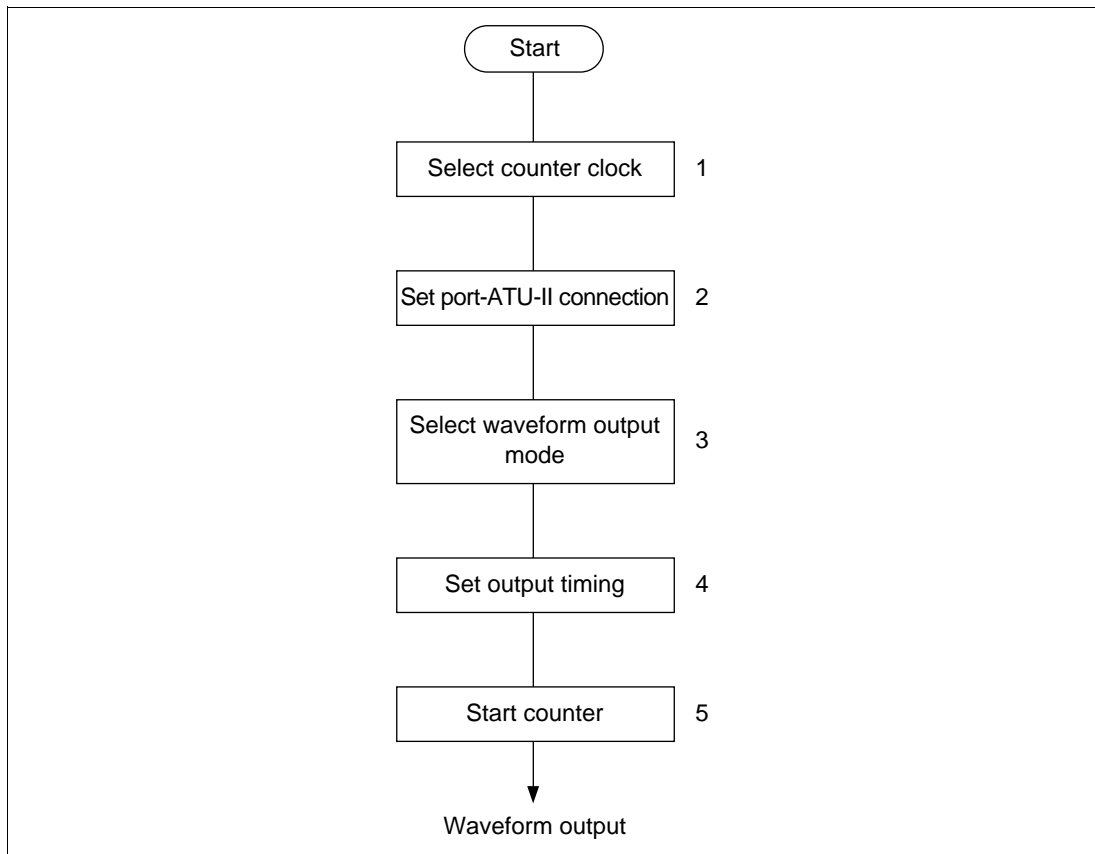 Start
Select counter clock
1
Set port-ATU-II connection
2
Select waveform output
mode
3
Set output timing
4
Start counter
5
Waveform output